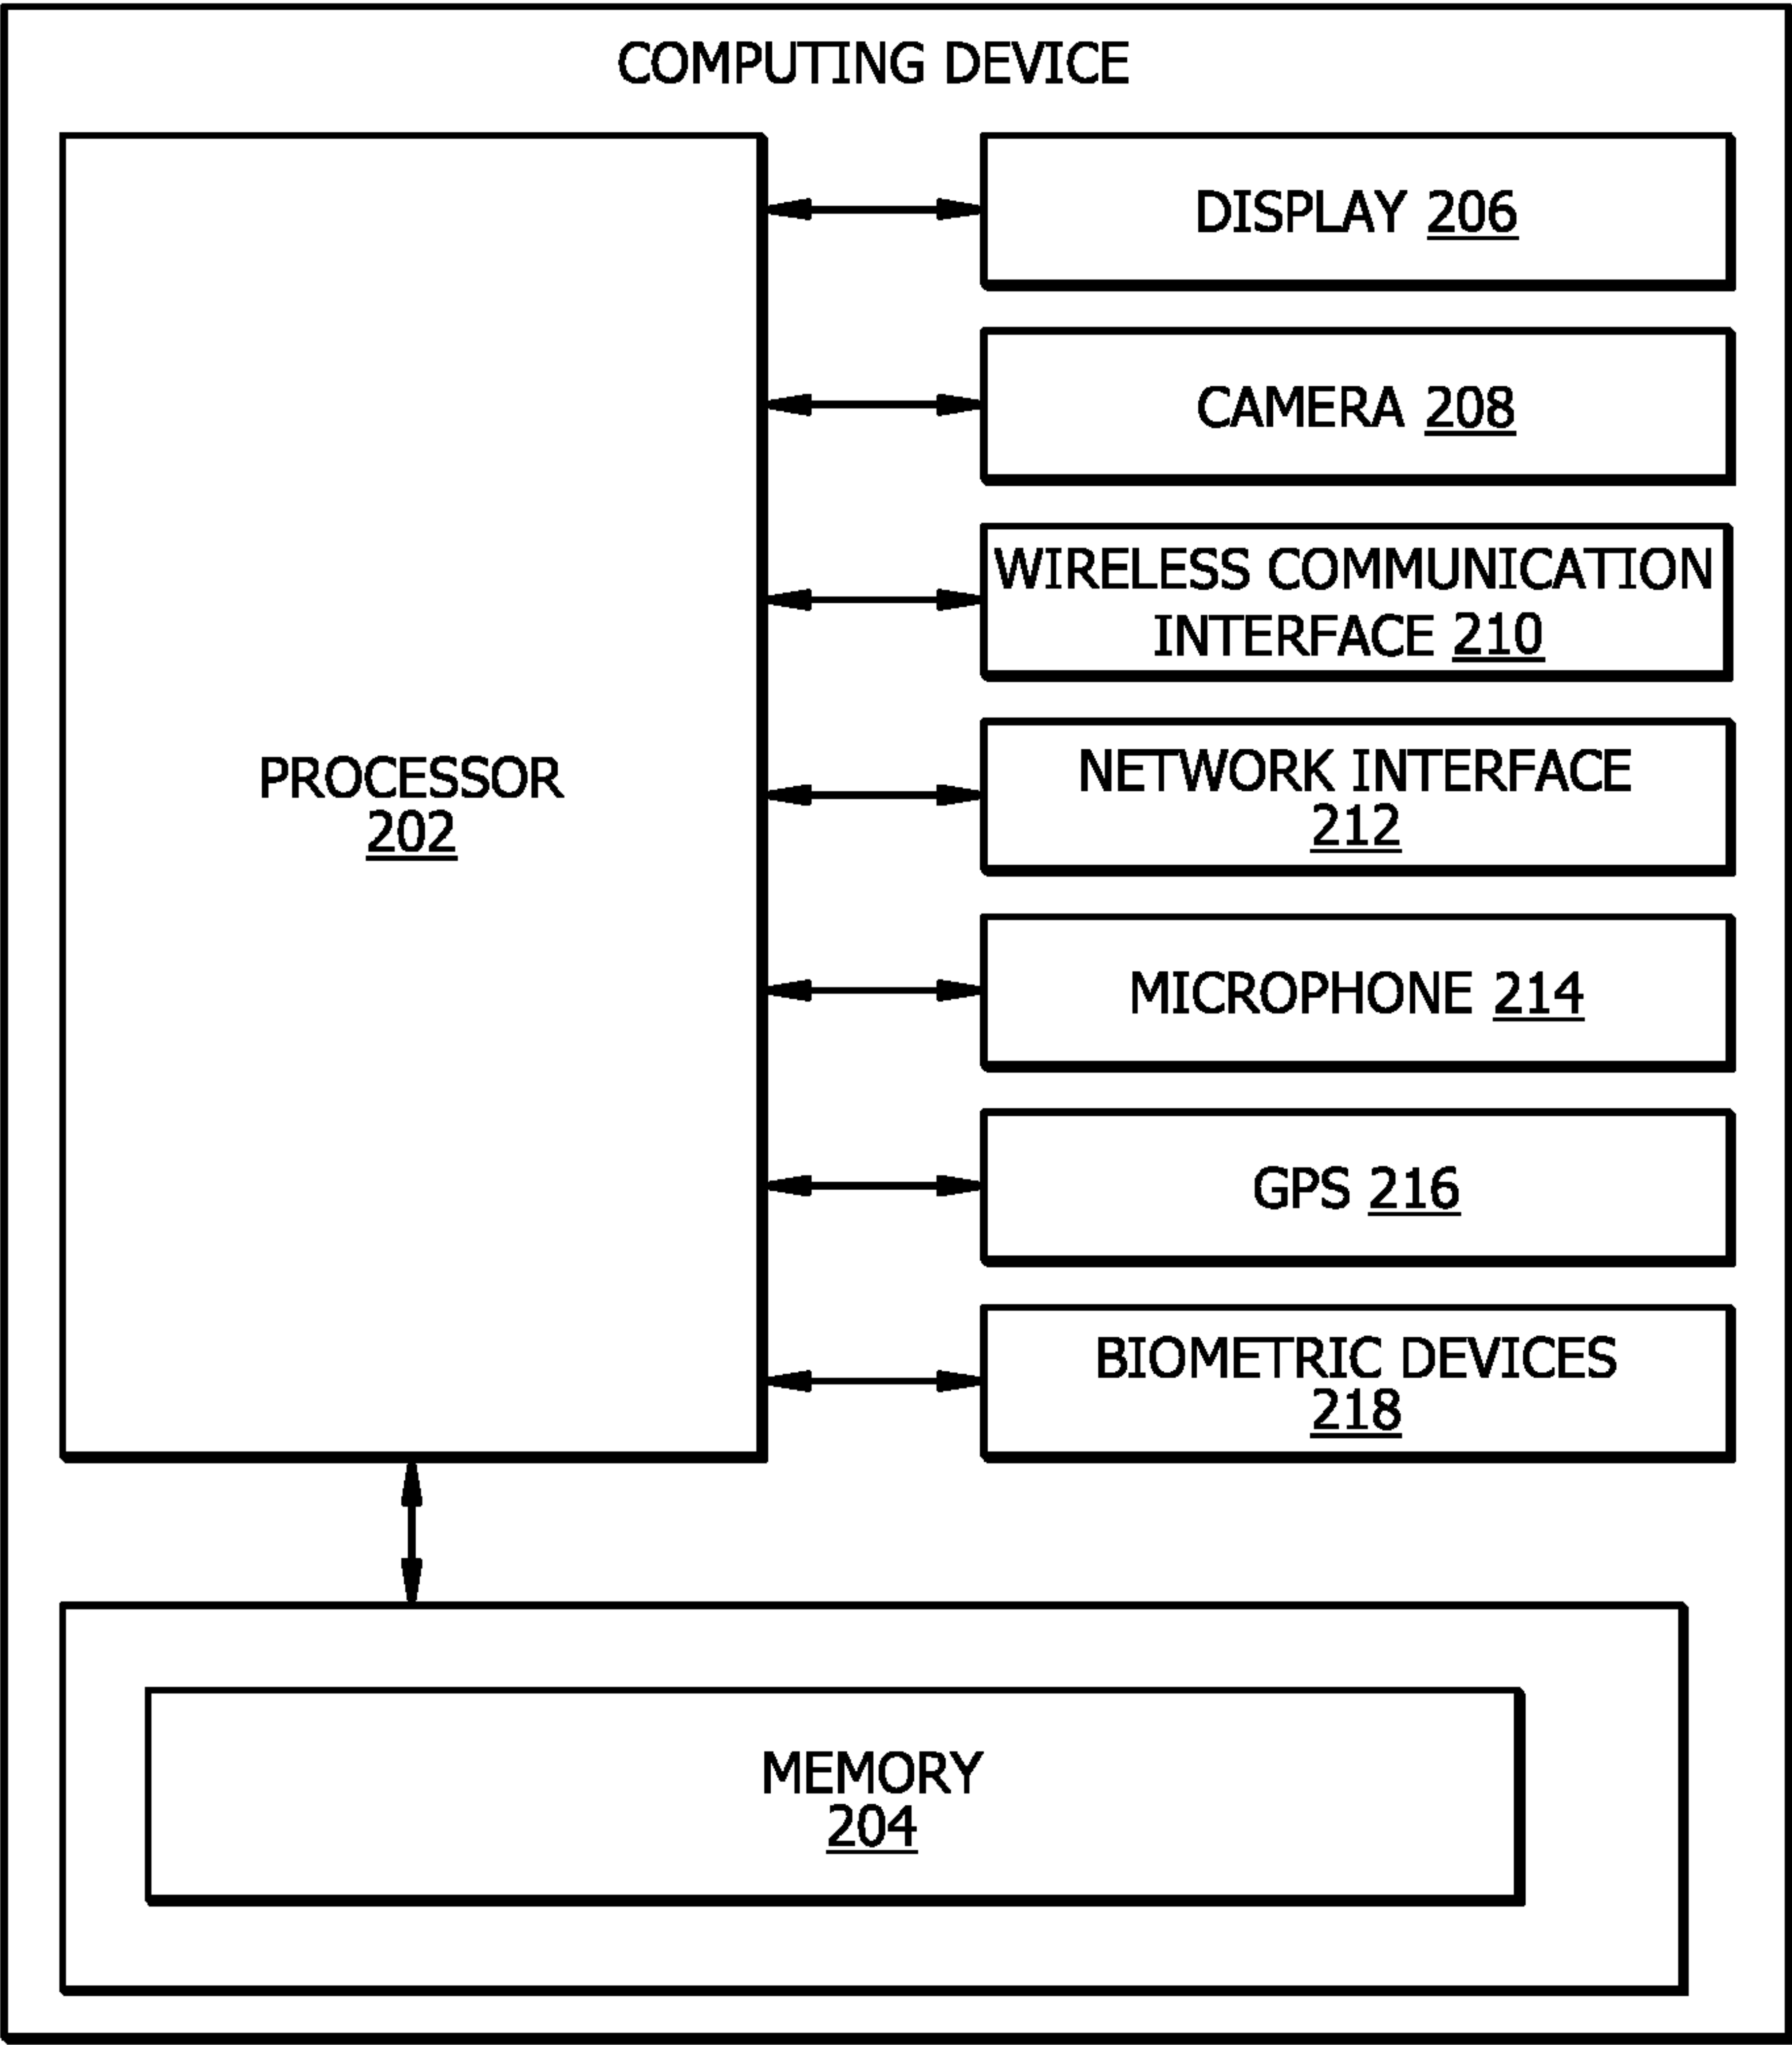 COMPUTING DEVICE
DISPLAY 206
CAMERA 208
WIRELESS COMMUNICATION
INTERFACE 210
PROCESSOR
202
NETWORK INTERFACE
212
MICROPHONE 214
GPS 216
BIOMETRIC DEVICES
218
MEMORY
204